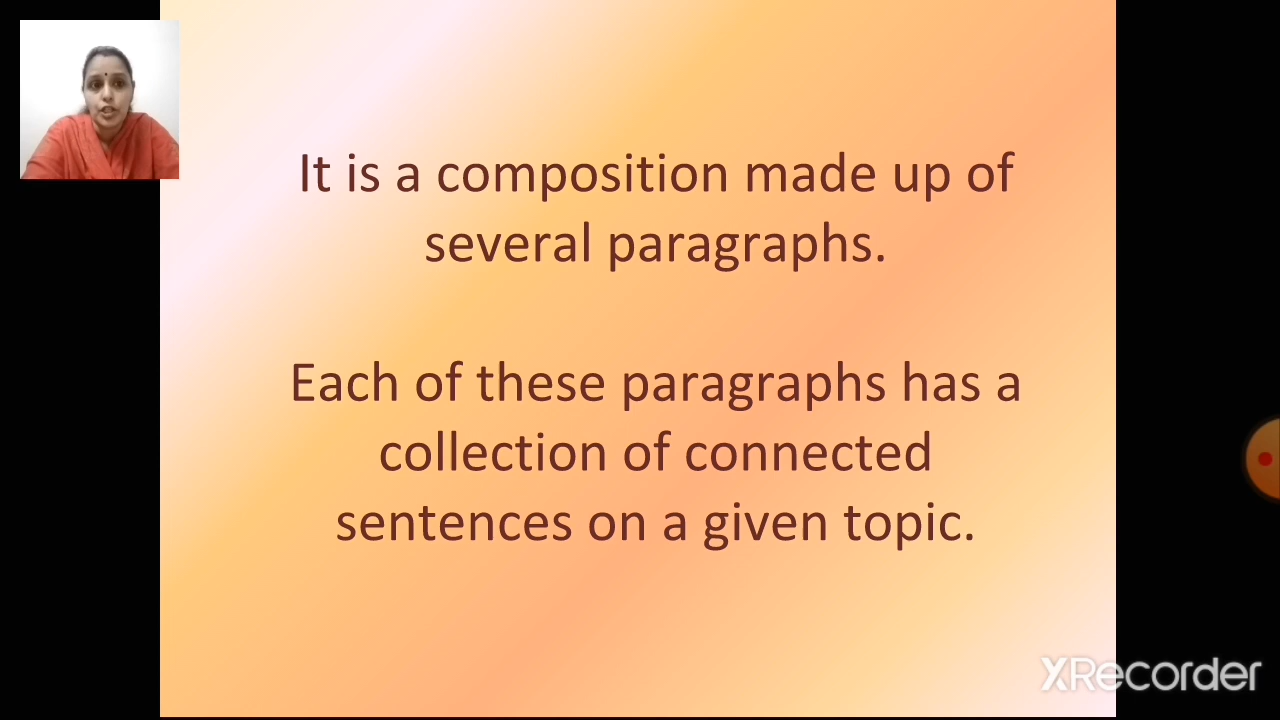 It is a composition made up of
several paragraphs.
Each of these paragraphs has a
collection of connected
sentences on a given topic.
XRecorder